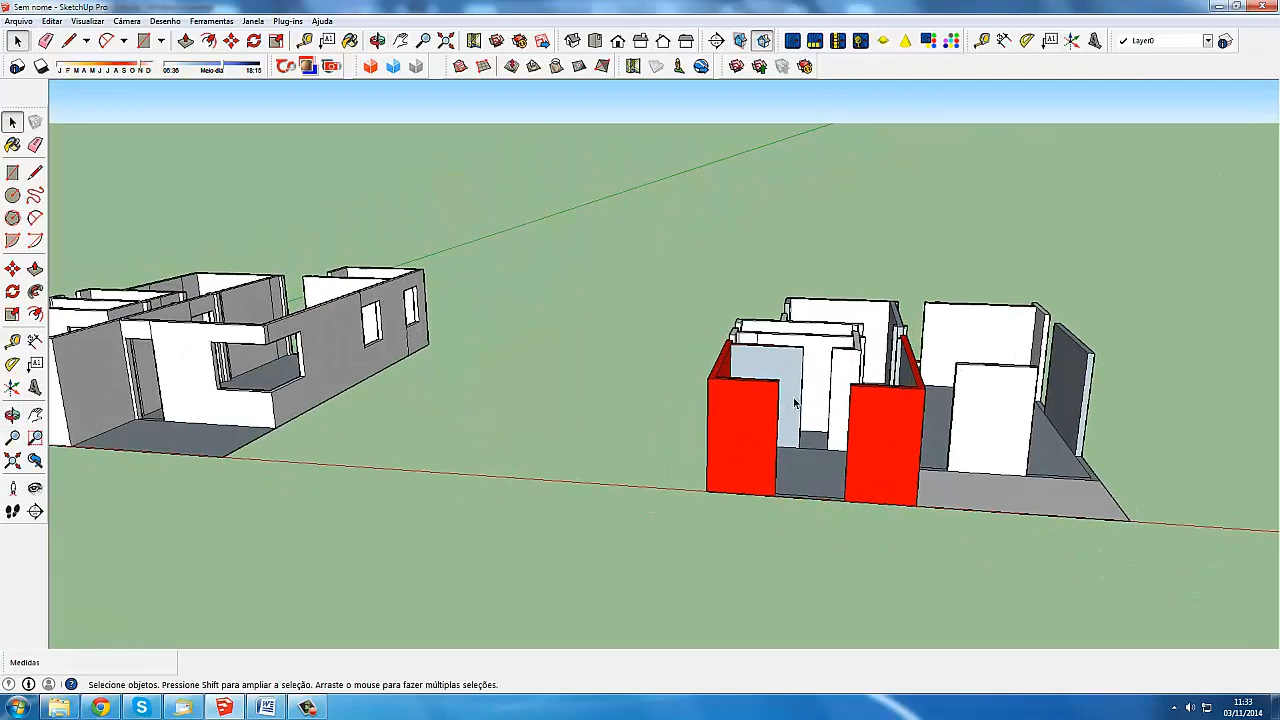 Sem nome - SketchUp Pro
Arquivo Editar Visualizar Câmera Desenho Ferramentas Janela Plug-ins Ajuda
Layer0
J F M A M J J A S O N D 05:36 Meio-dia 18:15
Medidas
Selecione objetos. Pressione Shift para ampliar a seleção. Arraste o mouse para fazer múltiplas seleções.
11:33
03/11/2014